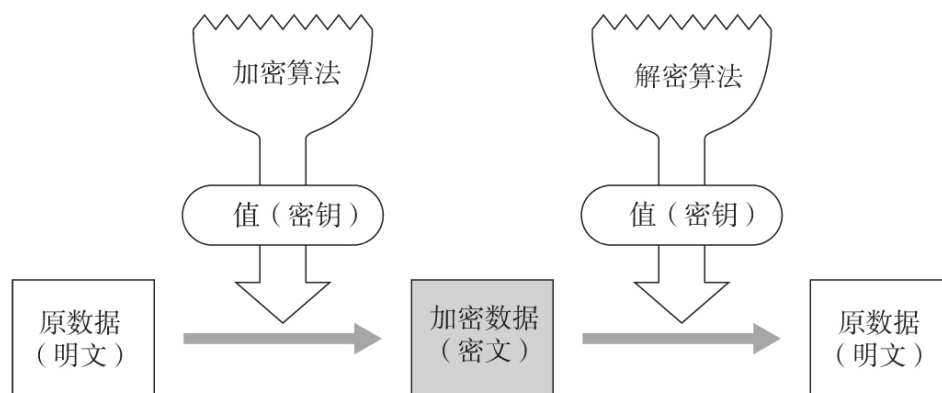 加密算法
解密算法
值（密钥）
值（密钥）
原数据
（明文）
加密数据
（密文）
原数据
（明文）